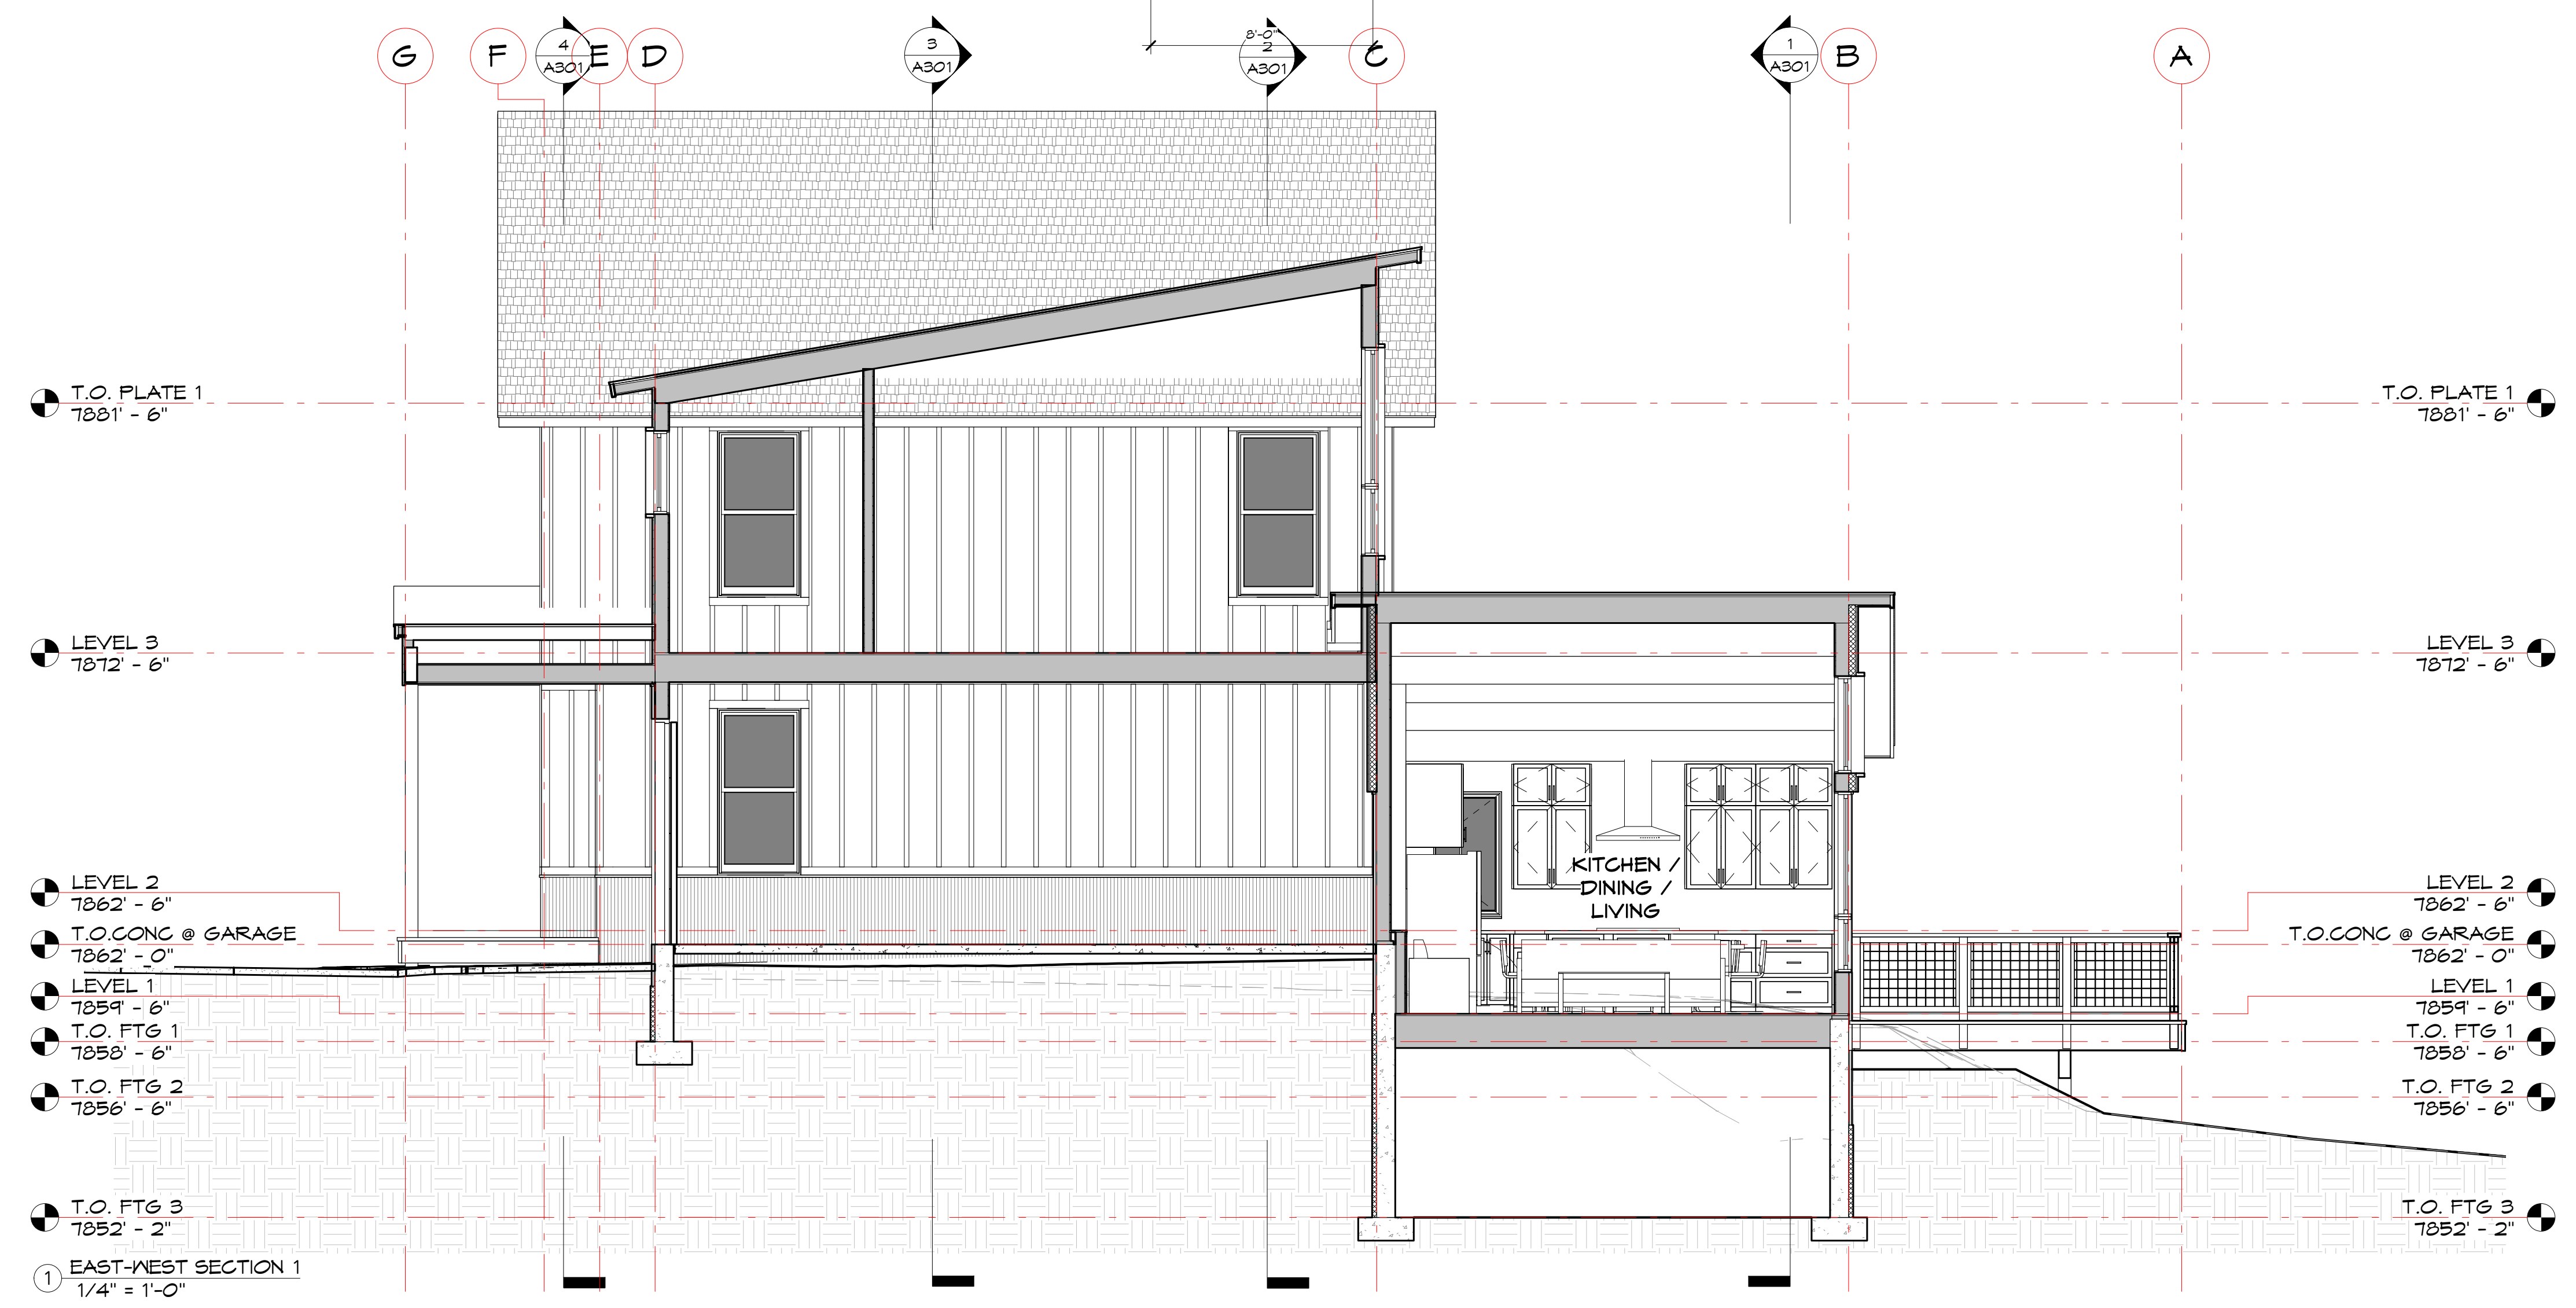 G
F
4
A301
E
D
3
A301
8'-0"
2
A301
C
1
A301
B
A
T.O. PLATE 1
7881' - 6"
T.O. PLATE 1
7881' - 6"
LEVEL 3
7872' - 6"
LEVEL 3
7872' - 6"
KITCHEN /
DINING /
LIVING
LEVEL 2
7862' - 6"
LEVEL 2
7862' - 6"
T.O.CONC @ GARAGE
7862' - 0"
T.O.CONC @ GARAGE
7862' - 0"
LEVEL 1
7859' - 6"
LEVEL 1
7859' - 6"
T.O. FTG 1
7858' - 6"
T.O. FTG 1
7858' - 6"
T.O. FTG 2
7856' - 6"
T.O. FTG 2
7856' - 6"
T.O. FTG 3
7852' - 2"
T.O. FTG 3
7852' - 2"
1 EAST-WEST SECTION 1
1/4" = 1'-0"